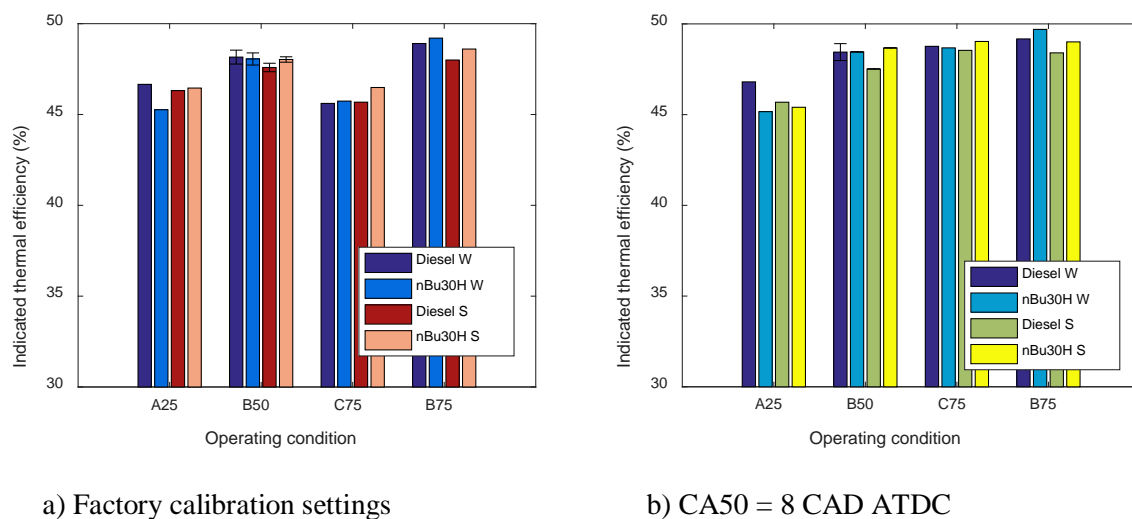 50
45
40
35
30
Indicated thermal efficiency (%)
Diesel W
nBu30H W
Diesel S
nBu30H S
A25 B50 C75 B75
Operating condition
a) Factory calibration settings
50
45
40
35
30
Indicated thermal efficiency (%)
Diesel W
nBu30H W
Diesel S
nBu30H S
A25 B50 C75 B75
Operating condition
b) CA50 = 8 CAD ATDC